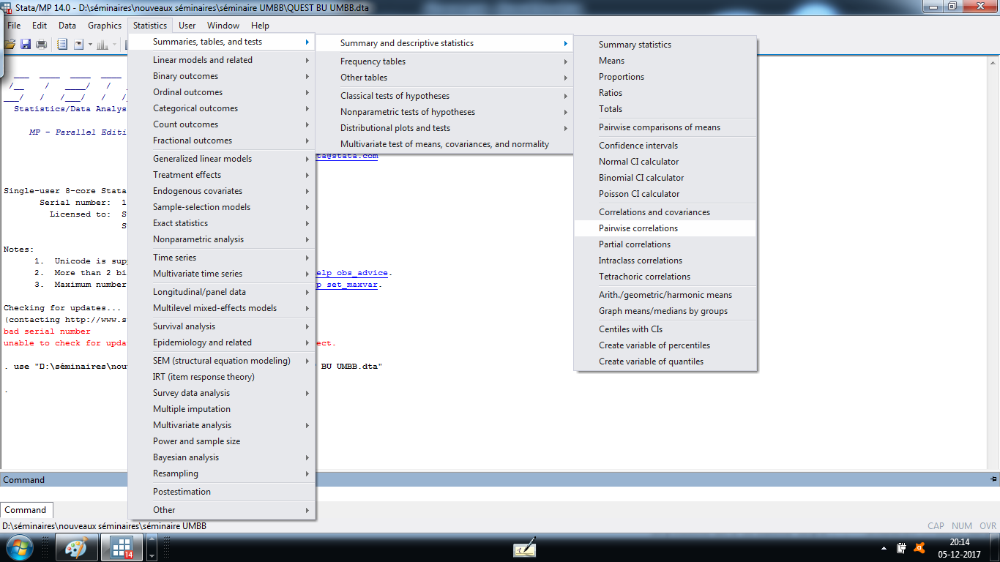 Stata/MP 14.0 - D:\séminaires\nouveaux séminaires\séminaire UMBB\QUEST BU UMBB.dta
File Edit Data Graphics Statistics User Window Help
Statistics/Data Analys
MP - Parallel Editi
ta@stata.com
Single-user 8-core Stata
Serial number: 1
Licensed to: S
S
Notes:
1. Unicode is sup
2. More than 2 bi
elp obs_advice.
3. Maximum number
p set_maxvar.
Checking for updates...
(contacting http://www.s
bad serial number
unable to check for upda
ect.
. use "D:\séminaires\nou
BU UMBB.dta"
.
Summaries, tables, and tests
Linear models and related
Binary outcomes
Ordinal outcomes
Categorical outcomes
Count outcomes
Fractional outcomes
Generalized linear models
Treatment effects
Endogenous covariates
Sample-selection models
Exact statistics
Nonparametric analysis
Time series
Multivariate time series
Longitudinal/panel data
Multilevel mixed-effects models
Survival analysis
Epidemiology and related
SEM (structural equation modeling)
IRT (item response theory)
Survey data analysis
Multiple imputation
Multivariate analysis
Power and sample size
Bayesian analysis
Resampling
Postestimation
Other
Summary and descriptive statistics
Frequency tables
Other tables
Classical tests of hypotheses
Nonparametric tests of hypotheses
Distributional plots and tests
Multivariate test of means, covariances, and normality
Summary statistics
Means
Proportions
Ratios
Totals
Pairwise comparisons of means
Confidence intervals
Normal CI calculator
Binomial CI calculator
Poisson CI calculator
Correlations and covariances
Pairwise correlations
Partial correlations
Intraclass correlations
Tetrachoric correlations
Arith./geometric/harmonic means
Graph means/medians by groups
Centiles with CIs
Create variable of percentiles
Create variable of quantiles
Command
Command
D:\séminaires\nouveaux séminaires\séminaire UMBB
CAP NUM OVR
14
20:14
05-12-2017